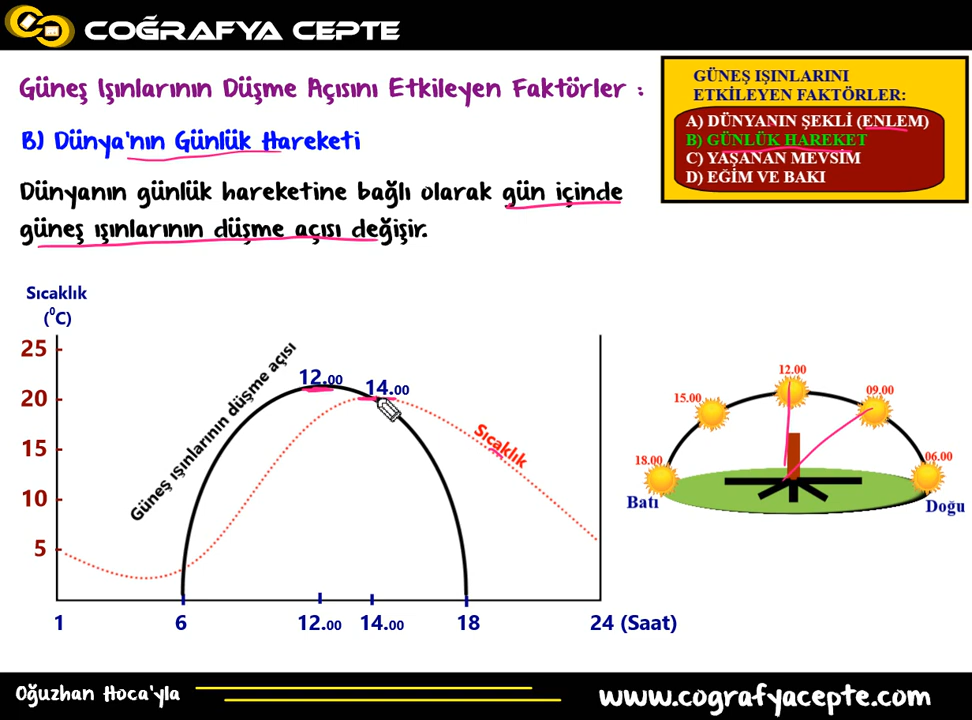 COĞRAFYA CEPTE
Güneş Işınlarının Düşme Açısını Etkileyen Faktörler :
B) Dünya'nın Günlük Hareketi
Dünyanın günlük hareketine bağlı olarak gün içinde
güneş ışınlarının düşme açısı değişir.
GÜNEŞ IŞINLARINI
ETKİLEYEN FAKTÖRLER:
A) DÜNYANIN ŞEKLİ (ENLEM)
B) GÜNLÜK HAREKET
C) YAŞANAN MEVSİM
D) EĞİM VE BAKI
Sıcaklık
(⁰C)
25
20
15
10
5
Güneş ışınlarının düşme açısı
12.00
14.00
Sıcaklık
1
6
12.00
14.00
18
24 (Saat)
12.00
15.00
09.00
18.00
06.00
Batı
Doğu
Oğuzhan Hoca'yla
www.cografyacepte.com